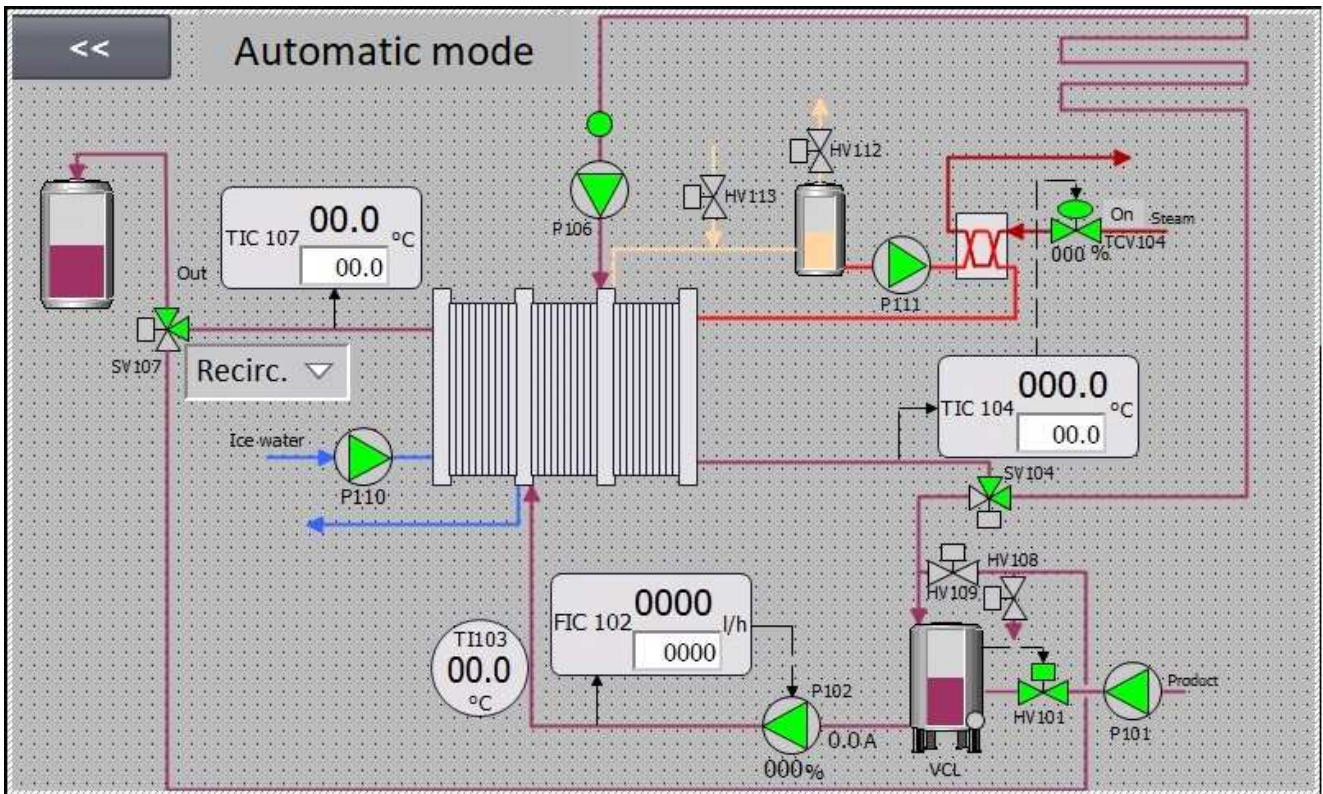 <<
Automatic mode
HV112
HV113
P106
On
Steam
TCV104
000 %
TIC 107
00.0
°C
00.0
Out
P111
SV107
Recirc.
TIC 104
000.0
°C
00.0
Ice water
P110
SV104
HV108
HV109
FIC 102
0000
l/h
0000
TI103
00.0
°C
P102
0.0 A
000 %
VCL
HV101
Product
P101